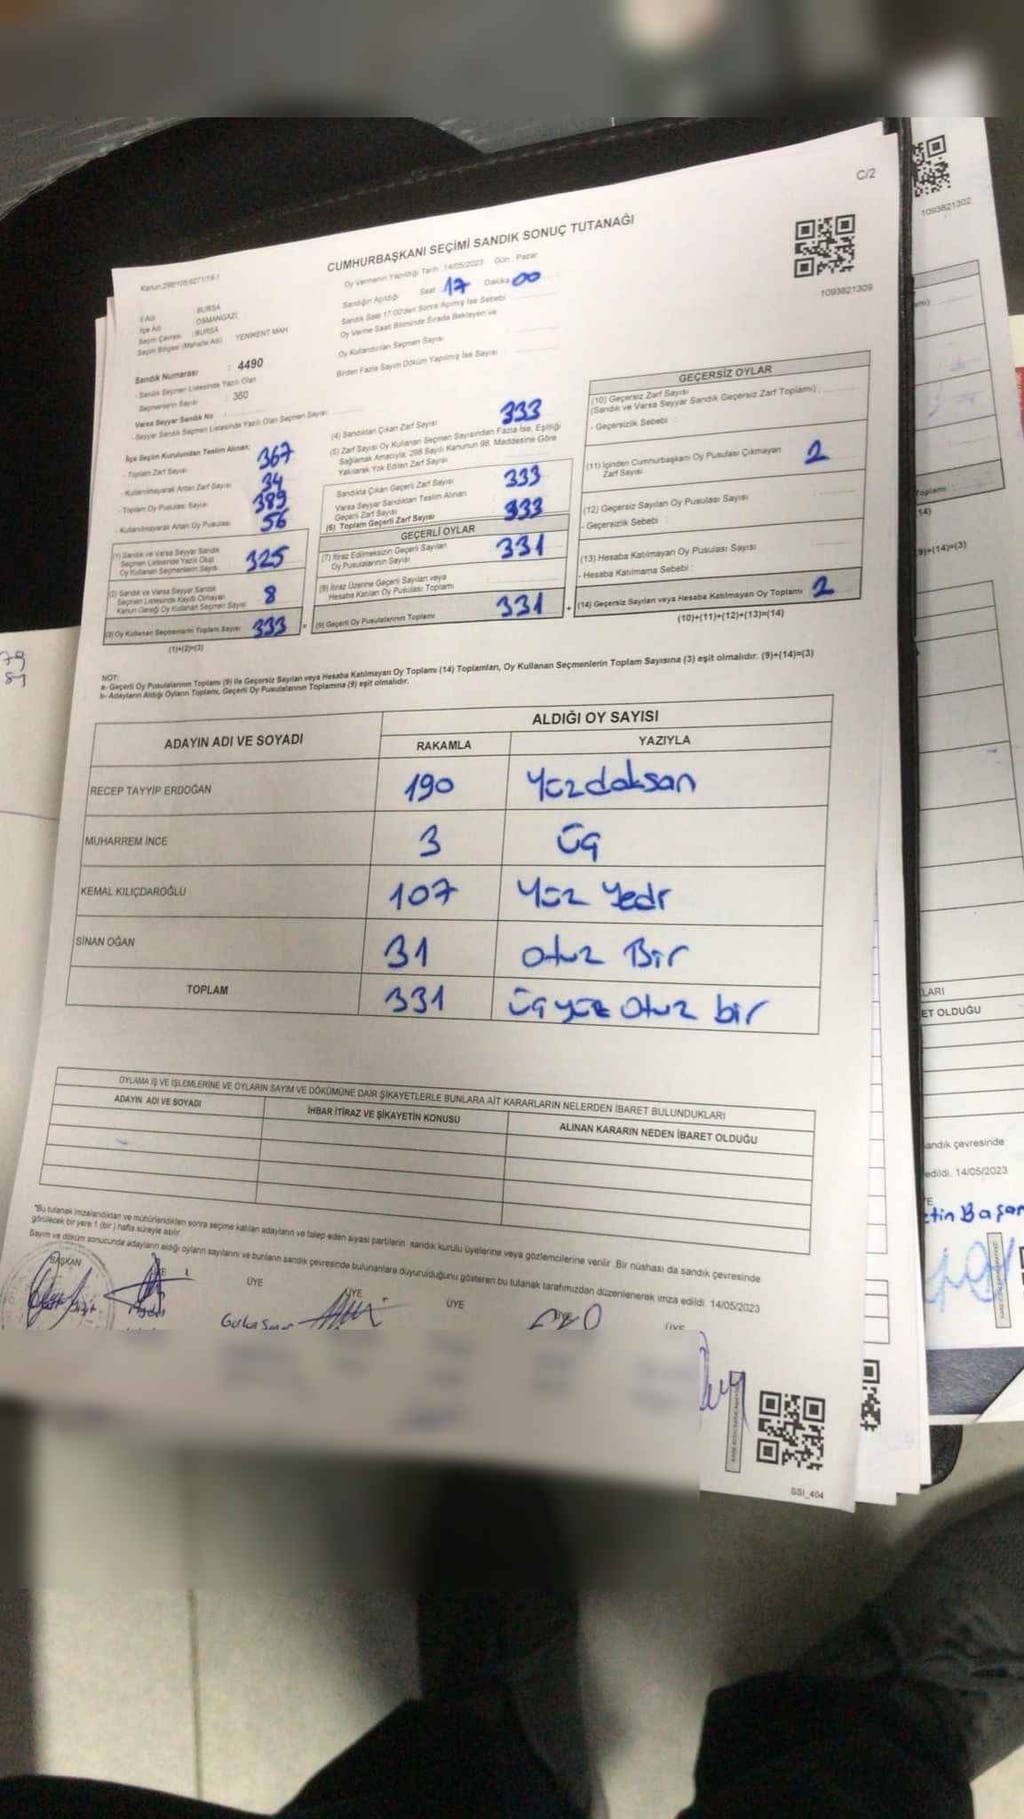 C/2
1093821302
CUMHURBAŞKANI SEÇİMİ SANDIK SONUÇ TUTANAĞI
Oy Vermenin Yapıldığı Tarih : 14/05/2023 Gün : Pazar
Sandığın Açıldığı Saat : 17 Dakika 00
Sandık Saat 17:00'den Sonra Açılmış İse Sebebi
Oy Verme Saat Bitiminde Sırada Bekleyen ve
Oy Kullandırılan Seçmen Sayısı
Birden Fazla Sayım Döküm Yapılmış İse Sayısı :
1093821309
İl Adı : BURSA
İlçe Adı : OSMANGAZİ
Seçim Çevresi : BURSA
Seçim Bölgesi (Mahalle Adı) YENİKENT MAH
Sandık Numarası : 4490
- Sandık Seçmen Listesinde Yazılı Olan
Seçmenlerin Sayısı : 360
Varsa Seyyar Sandık No :
- Seyyar Sandık Seçmen Listesinde Yazılı Olan Seçmen Sayısı :
İlçe Seçim Kurulundan Teslim Alınan;
- Toplam Zarf Sayısı 367
- Kullanılmayarak Artan Zarf Sayısı 34
- Toplam Oy Pusulası Sayısı 389
- Kullanılmayarak Artan Oy Pusulası 56
(1) Sandık ve Varsa Seyyar Sandık
Seçmen Listesinde Yazılı Olup
Oy Kullanan Seçmenlerin Sayısı 325
(2) Sandık ve Varsa Seyyar Sandık
Seçmen Listesinde Kaydı Olmayan
Kanun Gereği Oy Kullanan Seçmen Sayısı 8
(3) Oy Kullanan Seçmenlerin Toplam Sayısı 333
(1)+(2)=(3)
(4) Sandıktan Çıkan Zarf Sayısı 333
(5) Zarf Sayısı Oy Kullanan Seçmen Sayısından Fazla İse, Eşitliği
Sağlamak Amacıyla, 298 Sayılı Kanunun 98. Maddesine Göre
Yakılarak Yok Edilen Zarf Sayısı
Sandıkta Çıkan Geçerli Zarf Sayısı 333
Varsa Seyyar Sandıktan Teslim Alınan
Geçerli Zarf Sayısı
(6) Toplam Geçerli Zarf Sayısı 333
GEÇERLİ OYLAR
(7) İtiraz Edilmeksizin Geçerli Sayılan
Oy Pusulalarının Sayısı 331
(8) İtiraz Üzerine Geçerli Sayılan veya
Hesaba Katılan Oy Pusulası Toplamı
(9) Geçerli Oy Pusulalarının Toplamı 331
GEÇERSİZ OYLAR
(10) Geçersiz Zarf Sayısı
(Sandık ve Varsa Seyyar Sandık Geçersiz Zarf Toplamı)
- Geçersizlik Sebebi :
(11) İçinden Cumhurbaşkanı Oy Pusulası Çıkmayan
Zarf Sayısı 2
(12) Geçersiz Sayılan Oy Pusulası Sayısı
- Geçersizlik Sebebi :
(13) Hesaba Katılmayan Oy Pusulası Sayısı
- Hesaba Katılmama Sebebi :
(14) Geçersiz Sayılan veya Hesaba Katılmayan Oy Toplamı 2
(10)+(11)+(12)+(13)=(14)
NOT:
a- Geçerli Oy Pusulalarının Toplamı (9) ile Geçersiz Sayılan veya Hesaba Katılmayan Oy Toplamı (14) Toplamları, Oy Kullanan Seçmenlerin Toplam Sayısına (3) eşit olmalıdır. (9)+(14)=(3)
b- Adayların Aldığı Oyların Toplamı, Geçerli Oy Pusulalarının Toplamına (9) eşit olmalıdır.
ADAYIN ADI VE SOYADI ALDIĞI OY SAYISI
RAKAMLA YAZIYLA
RECEP TAYYİP ERDOĞAN 190 Yüzdoksan
MUHARREM İNCE 3 üç
KEMAL KILIÇDAROĞLU 107 Yüz Yedi
SİNAN OĞAN 31 otuz Bir
TOPLAM 331 üçyüz otuz bir
OYLAMA İŞ VE İŞLEMLERİNE VE OYLARIN SAYIM VE DÖKÜMÜNE DAİR ŞİKAYETLERLE BUNLARA AİT KARARLARIN NELERDEN İBARET BULUNDUKLARI
ADAYIN ADI VE SOYADI İHBAR İTİRAZ VE ŞİKAYETİN KONUSU ALINAN KARARIN NEDEN İBARET OLDUĞU
"Bu tutanak imzalandıktan ve mühürlendikten sonra seçime katılan adayların ve talep eden siyasi partilerin sandık kurulu üyelerine veya gözlemcilerine verilir. Bir nüshası da sandık çevresinde
görülecek bir yere 1 (bir) hafta süreyle asılır
Sayım ve döküm sonucunda adayların aldığı oyların sayılarını ve bunların sandık çevresinde bulunanlara duyurulduğunu gösteren bu tutanak tarafımızdan düzenlenerek imza edildi. 14/05/2023
BAŞKAN
ÜYE
ÜYE
ÜYE
ÜYE
SSI_404
79
81
14)
9)+(14)=(3)
LARI
ET OLDUĞU
andık çevresinde
edildi. 14/05/2023
etin Başar